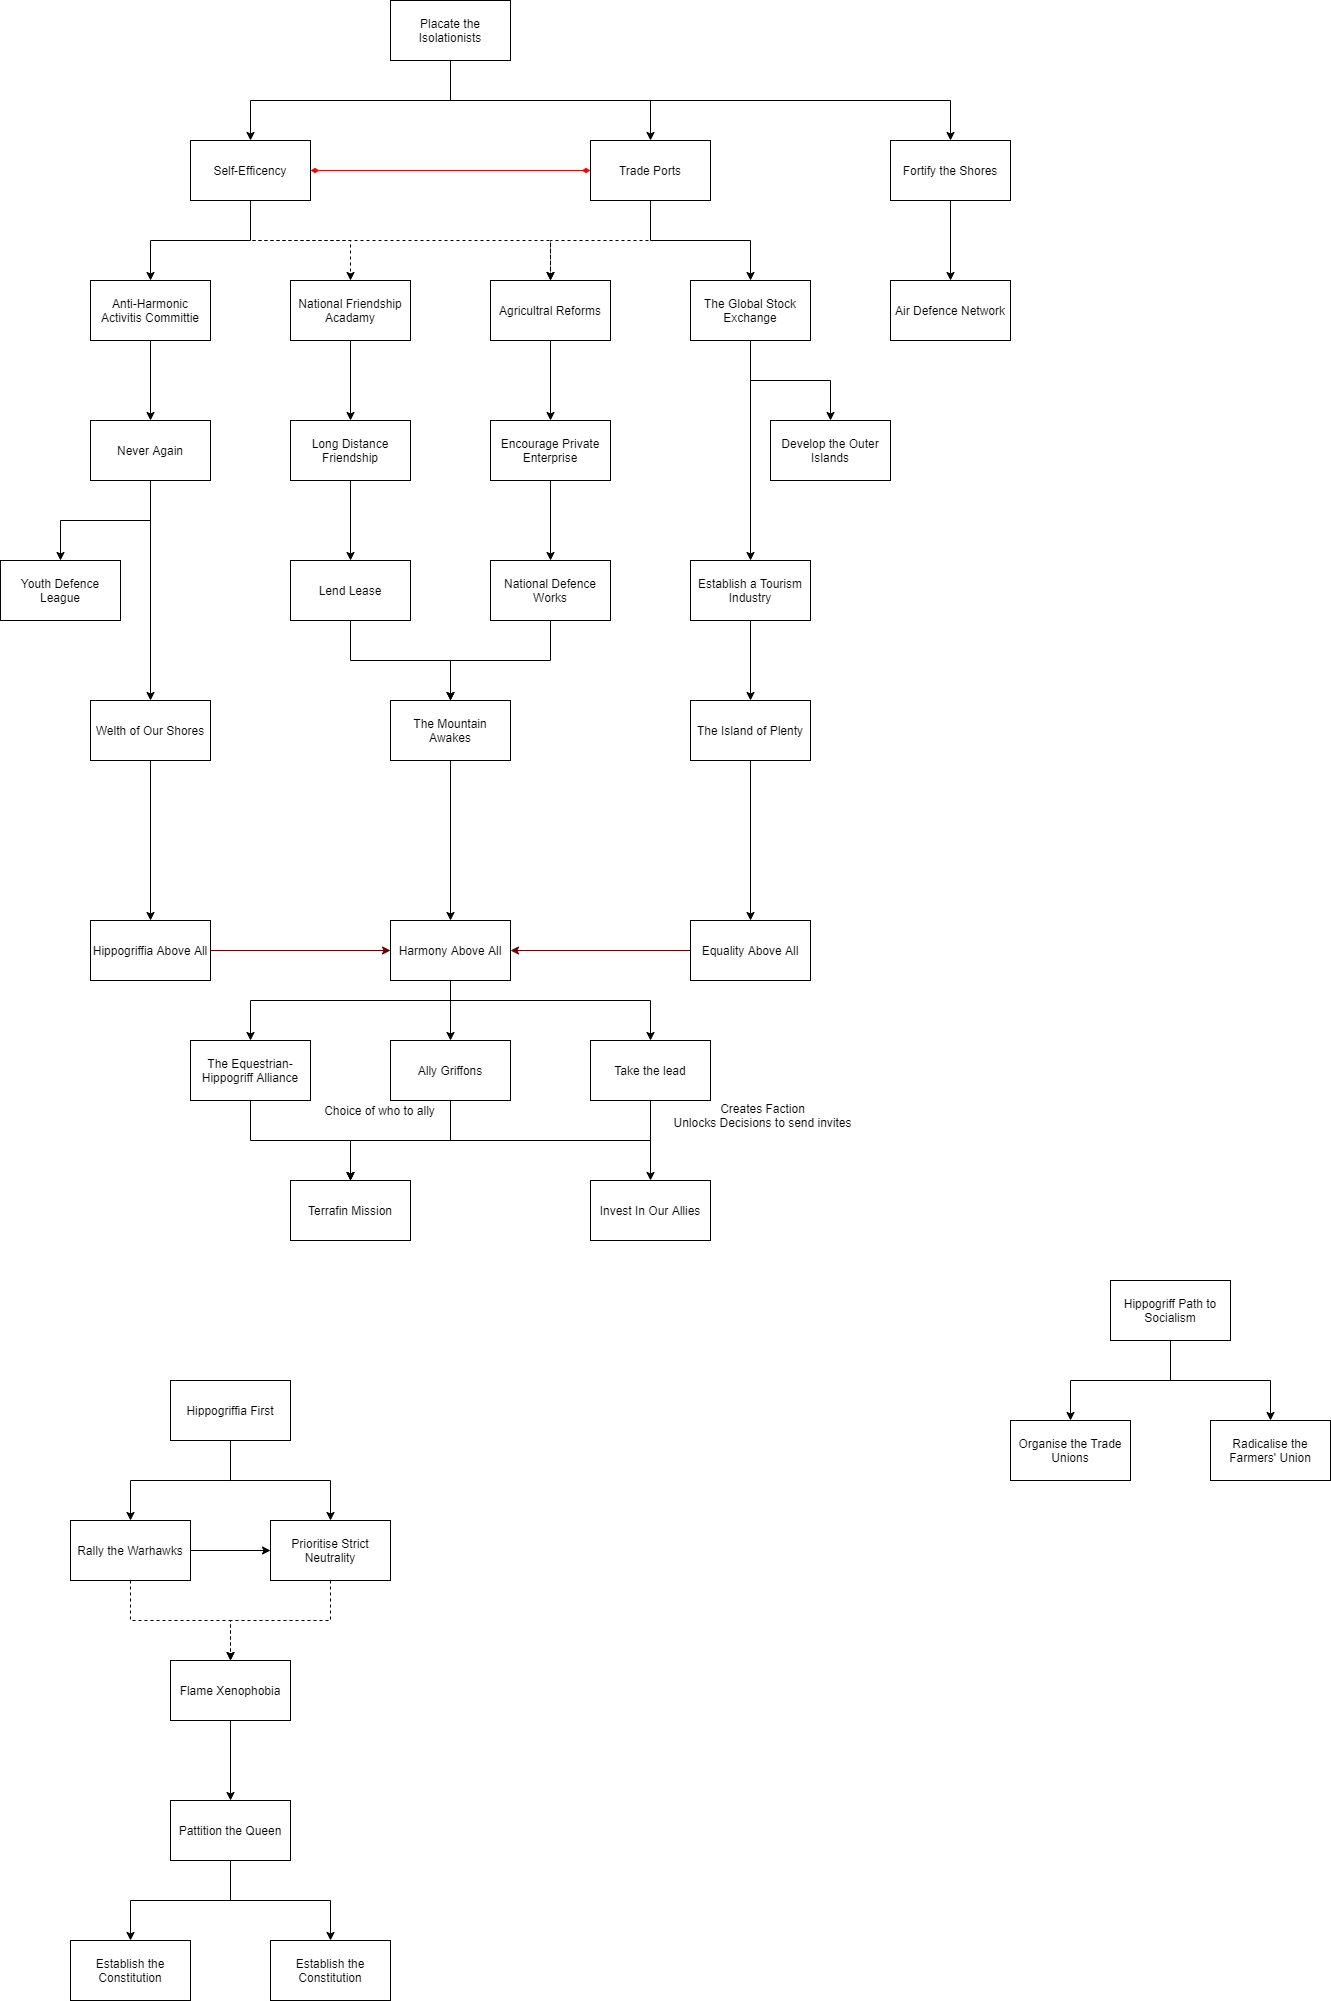 Placate the
Isolationists
Self-Efficency
Trade Ports
Fortify the Shores
Anti-Harmonic
Activitis Committie
National Friendship
Acadamy
Agricultral Reforms
The Global Stock
Exchange
Air Defence Network
Never Again
Long Distance
Friendship
Encourage Private
Enterprise
Develop the Outer
Islands
Youth Defence
League
Lend Lease
National Defence
Works
Establish a Tourism
Industry
Welth of Our Shores
The Mountain
Awakes
The Island of Plenty
Hippogriffia Above All
Harmony Above All
Equality Above All
The Equestrian-
Hippogriff Alliance
Ally Griffons
Take the lead
Choice of who to ally
Creates Faction
Unlocks Decisions to send invites
Terrafin Mission
Invest In Our Allies
Hippogriff Path to
Socialism
Organise the Trade
Unions
Radicalise the
Farmers' Union
Hippogriffia First
Rally the Warhawks
Prioritise Strict
Neutrality
Flame Xenophobia
Pattition the Queen
Establish the
Constitution
Establish the
Constitution